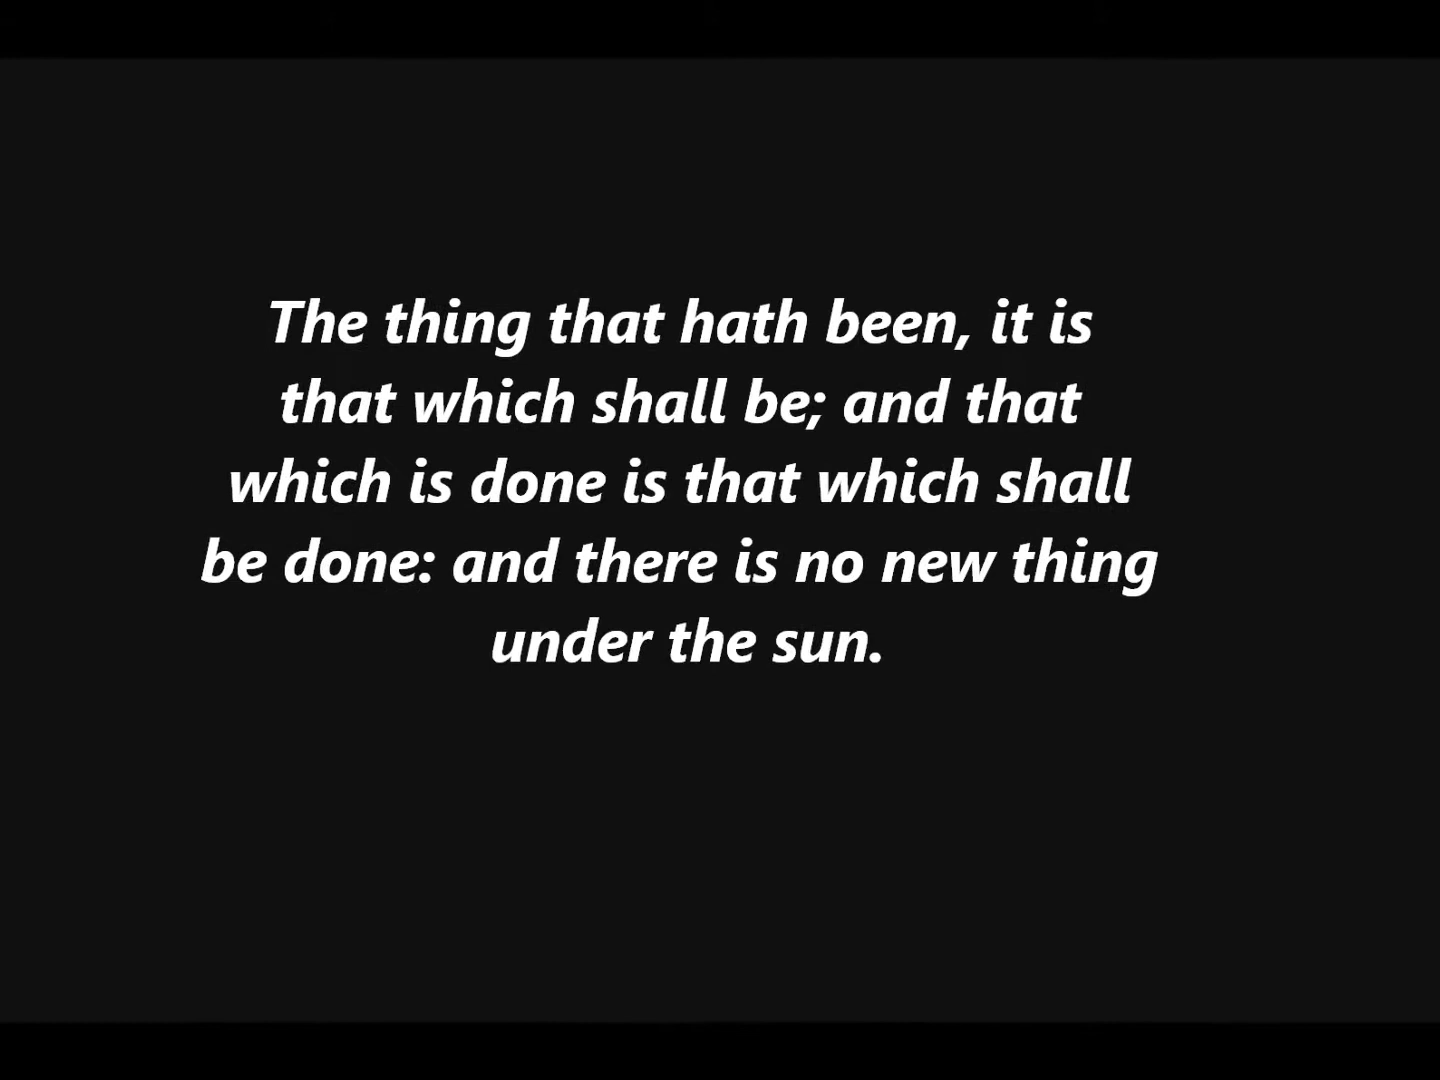 The thing that hath been, it is
that which shall be; and that
which is done is that which shall
be done: and there is no new thing
under the sun.